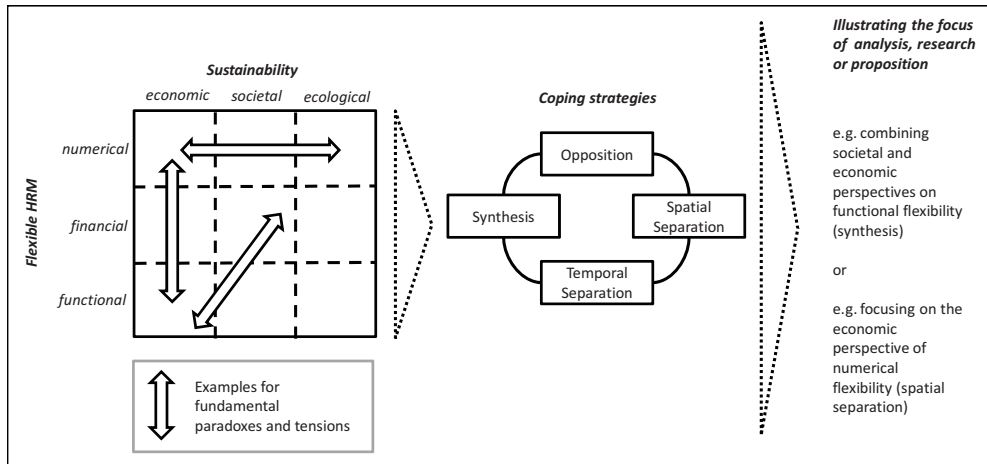 Sustainability
economic societal ecological
Flexible HRM
numerical
financial
functional
Examples for
fundamental
paradoxes and tensions
Coping strategies
Opposition
Synthesis
Spatial
Separation
Temporal
Separation
Illustrating the focus
of analysis, research
or proposition
e.g. combining
societal and
economic
perspectives on
functional flexibility
(synthesis)
or
e.g. focusing on the
economic
perspective of
numerical
flexibility (spatial
separation)